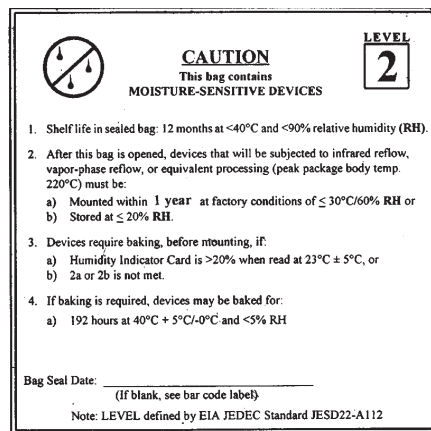 LEVEL
2
CAUTION
This bag contains
MOISTURE-SENSITIVE DEVICES
1. Shelf life in sealed bag: 12 months at <40°C and <90% relative humidity (RH).
2. After this bag is opened, devices that will be subjected to infrared reflow,
vapor-phase reflow, or equivalent processing (peak package body temp.
220°C) must be:
a) Mounted within 1 year at factory conditions of ≤ 30°C/60% RH or
b) Stored at ≤ 20% RH.
3. Devices require baking, before mounting, if:
a) Humidity Indicator Card is >20% when read at 23°C ± 5°C, or
b) 2a or 2b is not met.
4. If baking is required, devices may be baked for:
a) 192 hours at 40°C + 5°C/-0°C and <5% RH
Bag Seal Date: ____________________
(If blank, see bar code label)
Note: LEVEL defined by EIA JEDEC Standard JESD22-A112